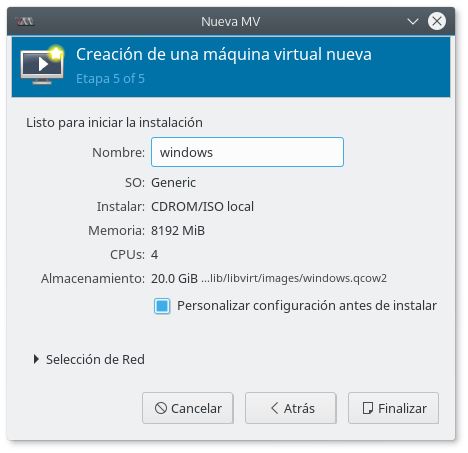 Nueva MV
Creación de una máquina virtual nueva
Etapa 5 of 5
Listo para iniciar la instalación
Nombre: windows
SO: Generic
Instalar: CDROM/ISO local
Memoria: 8192 MiB
CPUs: 4
Almacenamiento: 20.0 GiB ...lib/libvirt/images/windows.qcow2
Personalizar configuración antes de instalar
Selección de Red
Cancelar Atrás Finalizar